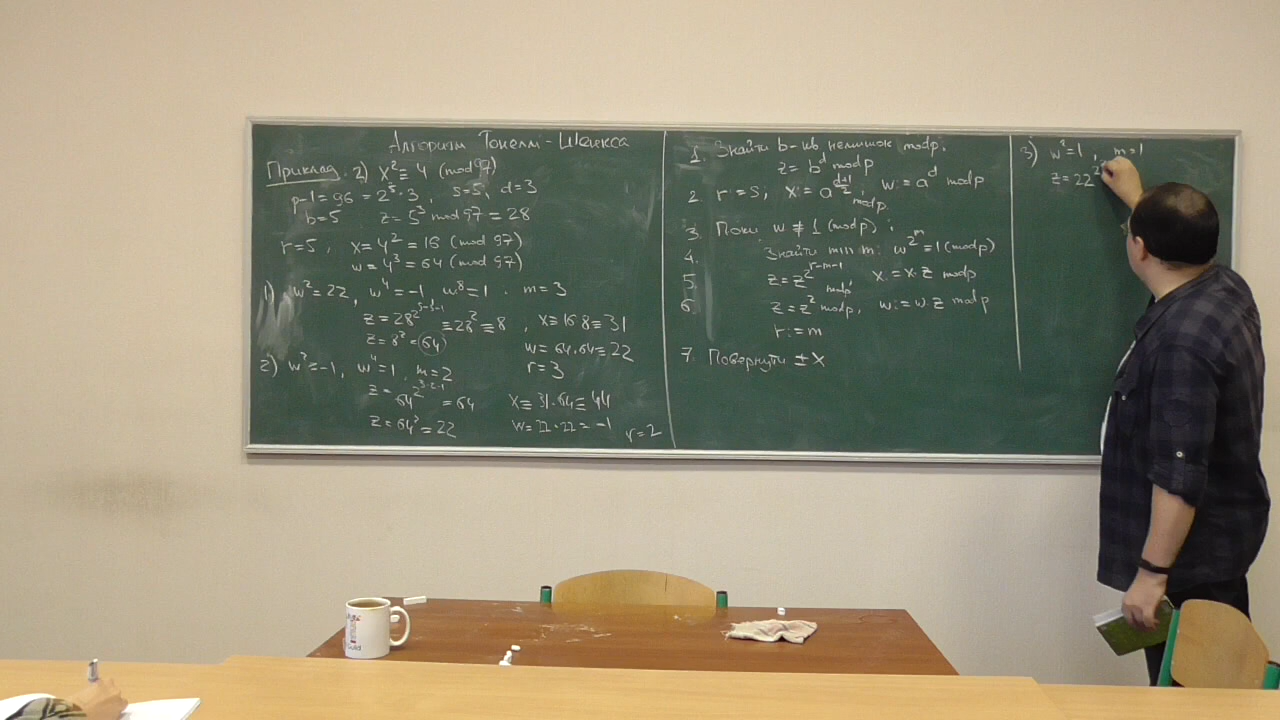 Алгоритм Тонеллі-Шенкса
Приклад. 2) x² ≡ 4 (mod 97)
p-1 = 96 = 2⁵·3, s=5, d=3
b=5 z = 5³ mod 97 = 28
r=5, x = 4² = 16 (mod 97)
w = 4³ = 64 (mod 97)
1) w² = 22, w⁴ = -1 w⁸ = 1. m = 3
z = 28^{2^{5-3-1}} ≡ 28² ≡ 8, x ≡ 16·8 ≡ 31
z = 8² = 64 w = 64·64 = 22
r = 3
2) w² = -1, w⁴ = 1, m = 2
z = 64^{2^{3-2-1}} = 64 x ≡ 31·64 ≡ 44
z = 64² = 22 w = 22·22 = -1 r = 2
1. Знайти b - кв. нелишок mod p:
z = b^d mod p
2. r := s; x := a^{\frac{d+1}{2}} mod p; w := a^d mod p
3. Поки w ≢ 1 (mod p):
4. Знайти min m: w^{2^m} = 1 (mod p)
5. z = z^{2^{r-m-1}} mod p; x := x·z mod p
6. z = z² mod p, w := w·z mod p
r := m
7. Повернути ± x
3) w² = 1, m = 1
z = 22²